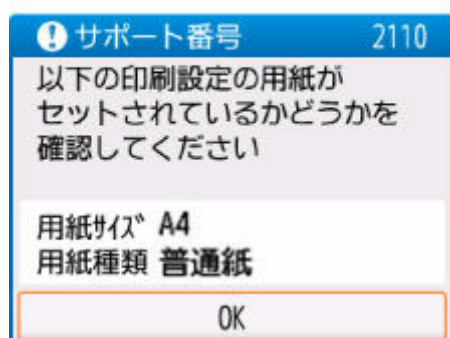 サポート番号 2110
以下の印刷設定の用紙が
セットされているかどうかを
確認してください
用紙ｻｲｽﾞ A4
用紙種類 普通紙
OK